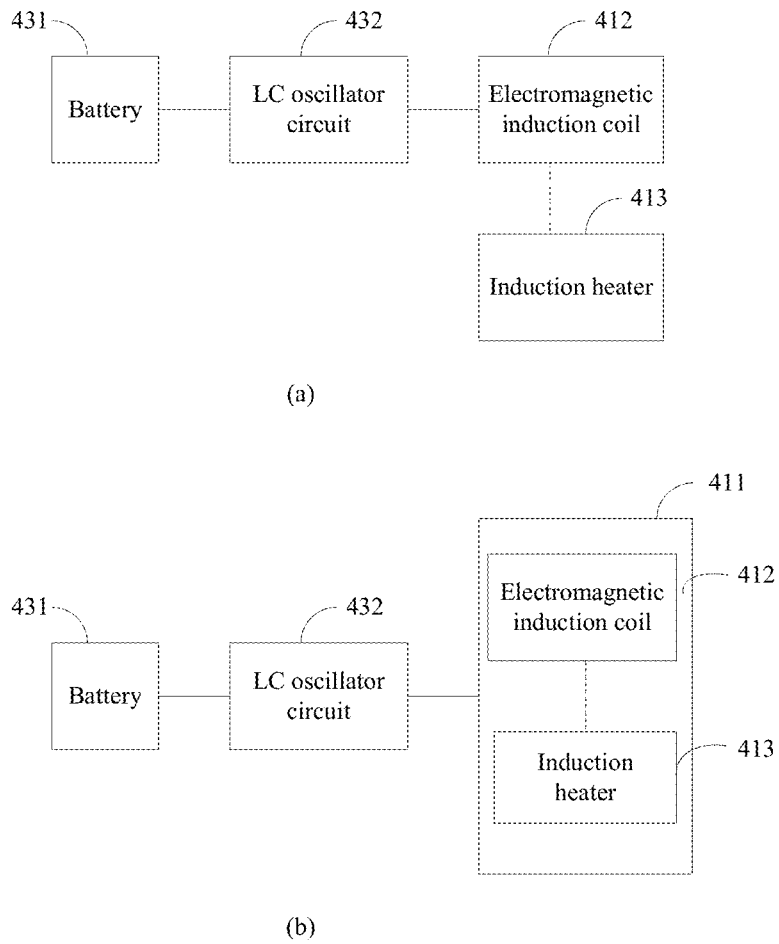 431
432
412
Battery
LC oscillator
circuit
Electromagnetic
induction coil
413
Induction heater
(a)
411
412
Electromagnetic
induction coil
431
432
Battery
LC oscillator
circuit
413
Induction
heater
(b)